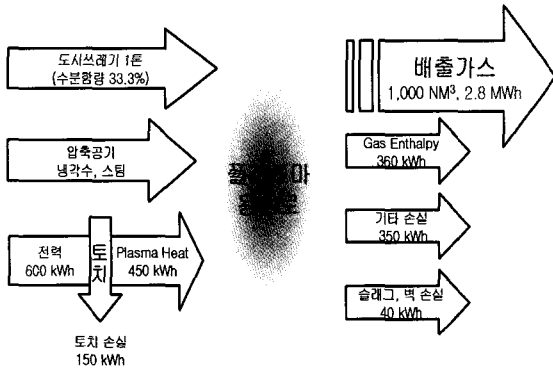 도시쓰레기 1톤
(수분함량 33.3%)
압축공기
냉각수, 스팀
전력
600 kWh
토치
Plasma Heat
450 kWh
토치 손실
150 kWh
배출가스
1,000 NM³, 2.8 MWh
Gas Enthalpy
360 kWh
기타 손실
350 kWh
슬래그, 벽 손실
40 kWh